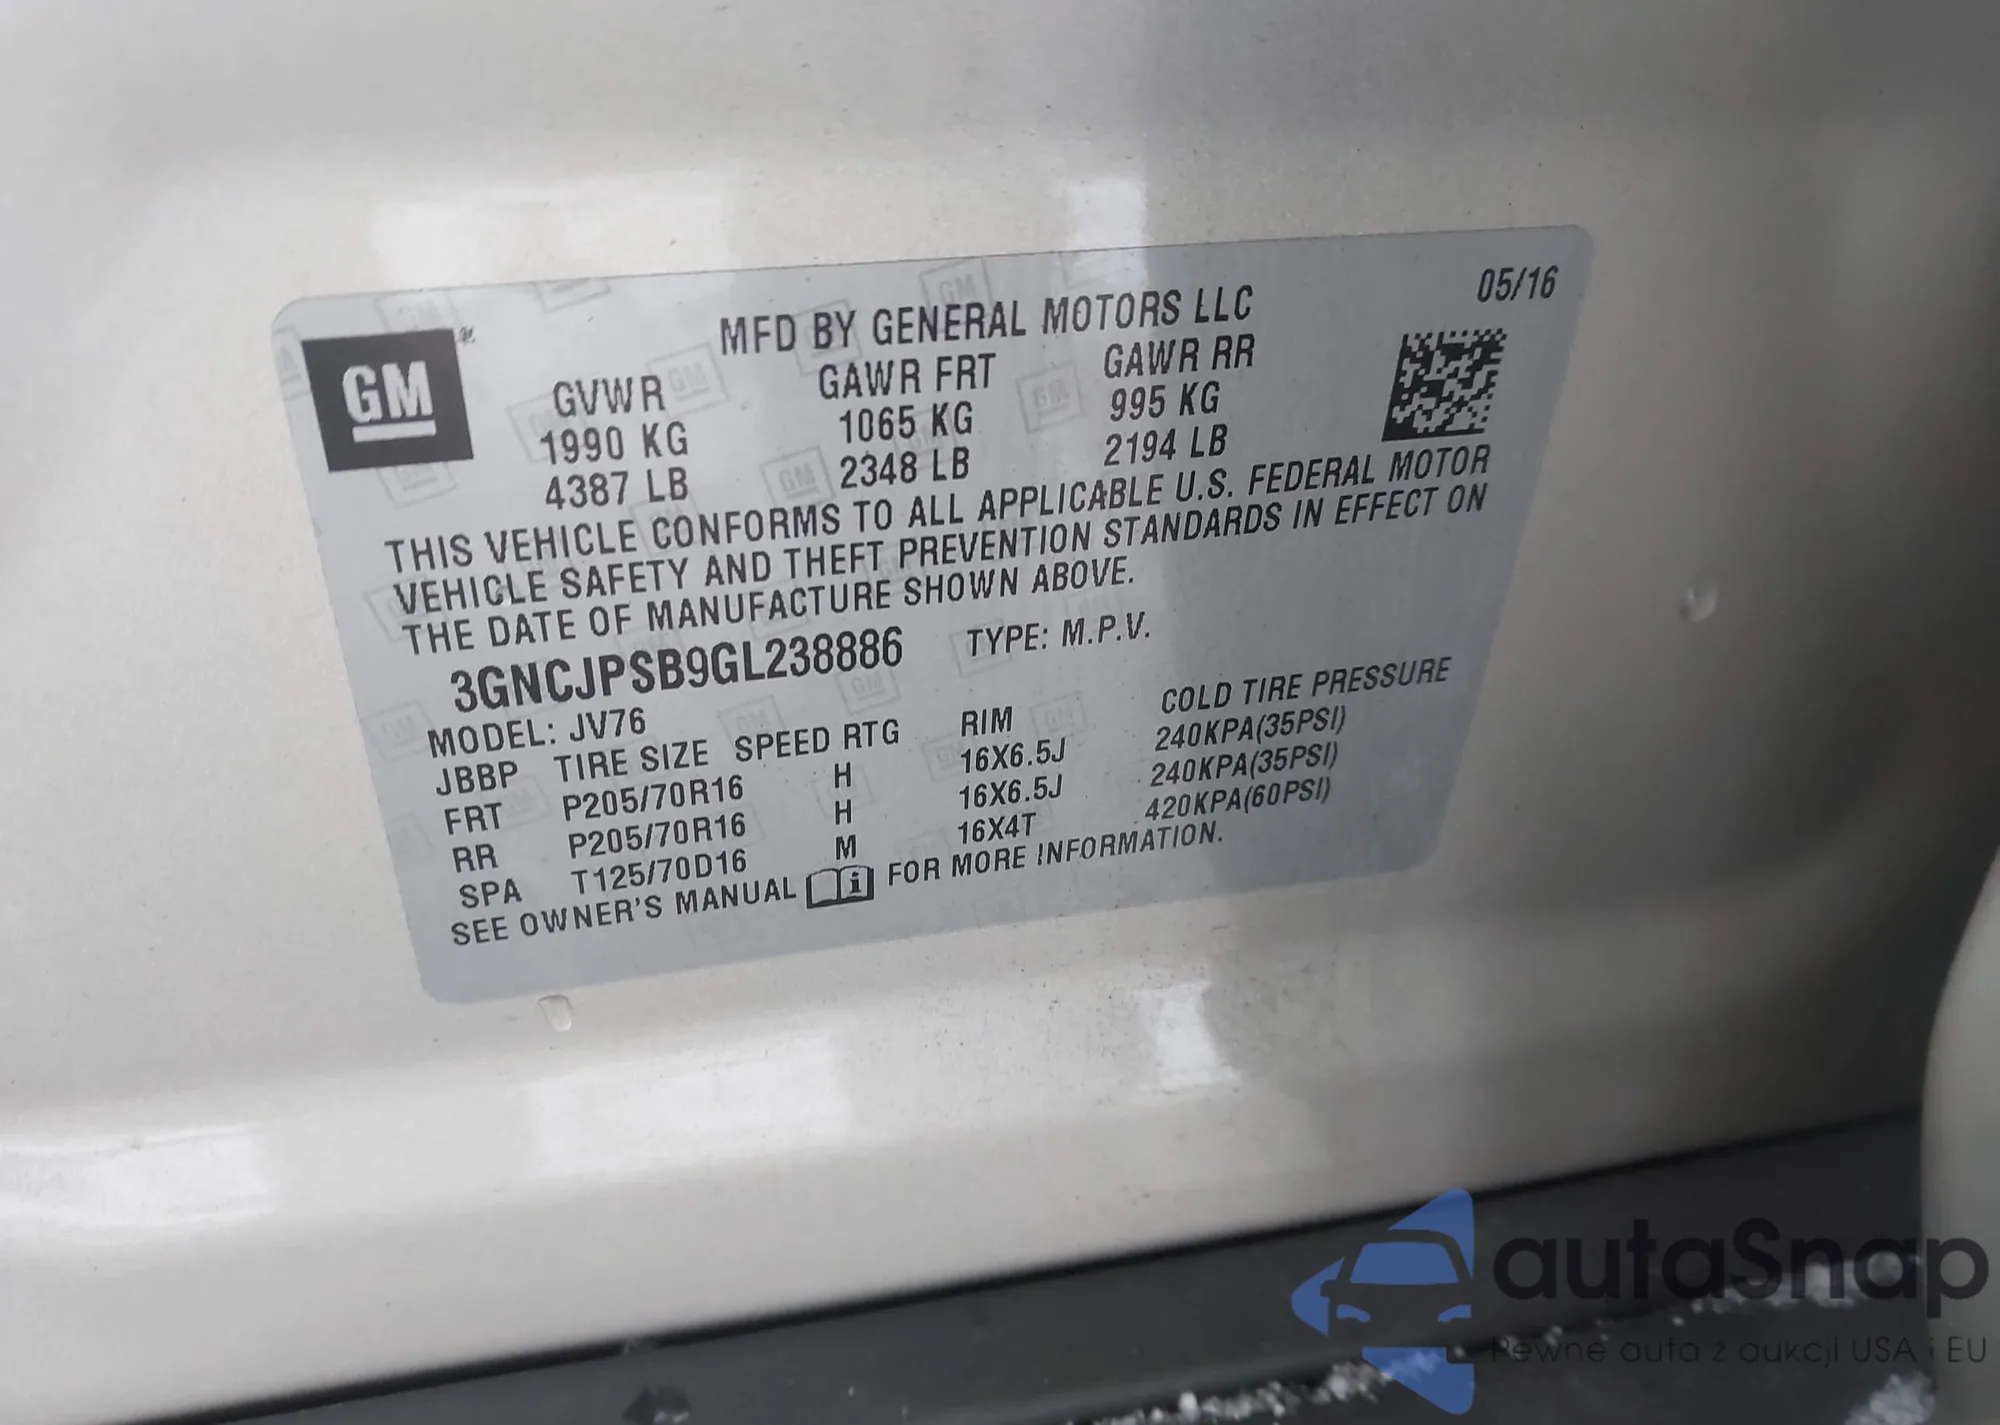 05/16
GM
MFD BY GENERAL MOTORS LLC
GVWR GAWR FRT GAWR RR
1990 KG 1065 KG 995 KG
4387 LB 2348 LB 2194 LB
THIS VEHICLE CONFORMS TO ALL APPLICABLE U.S. FEDERAL MOTOR
VEHICLE SAFETY AND THEFT PREVENTION STANDARDS IN EFFECT ON
THE DATE OF MANUFACTURE SHOWN ABOVE.
3GNCJPSB9GL238886 TYPE: M.P.V.
MODEL: JV76
JBBP TIRE SIZE SPEED RTG RIM COLD TIRE PRESSURE
FRT P205/70R16 H 16X6.5J 240KPA(35PSI)
RR P205/70R16 H 16X6.5J 240KPA(35PSI)
SPA T125/70D16 M 16X4T 420KPA(60PSI)
SEE OWNER'S MANUAL i FOR MORE INFORMATION.
autaSnap
Pewne auta z aukcji USA i EU